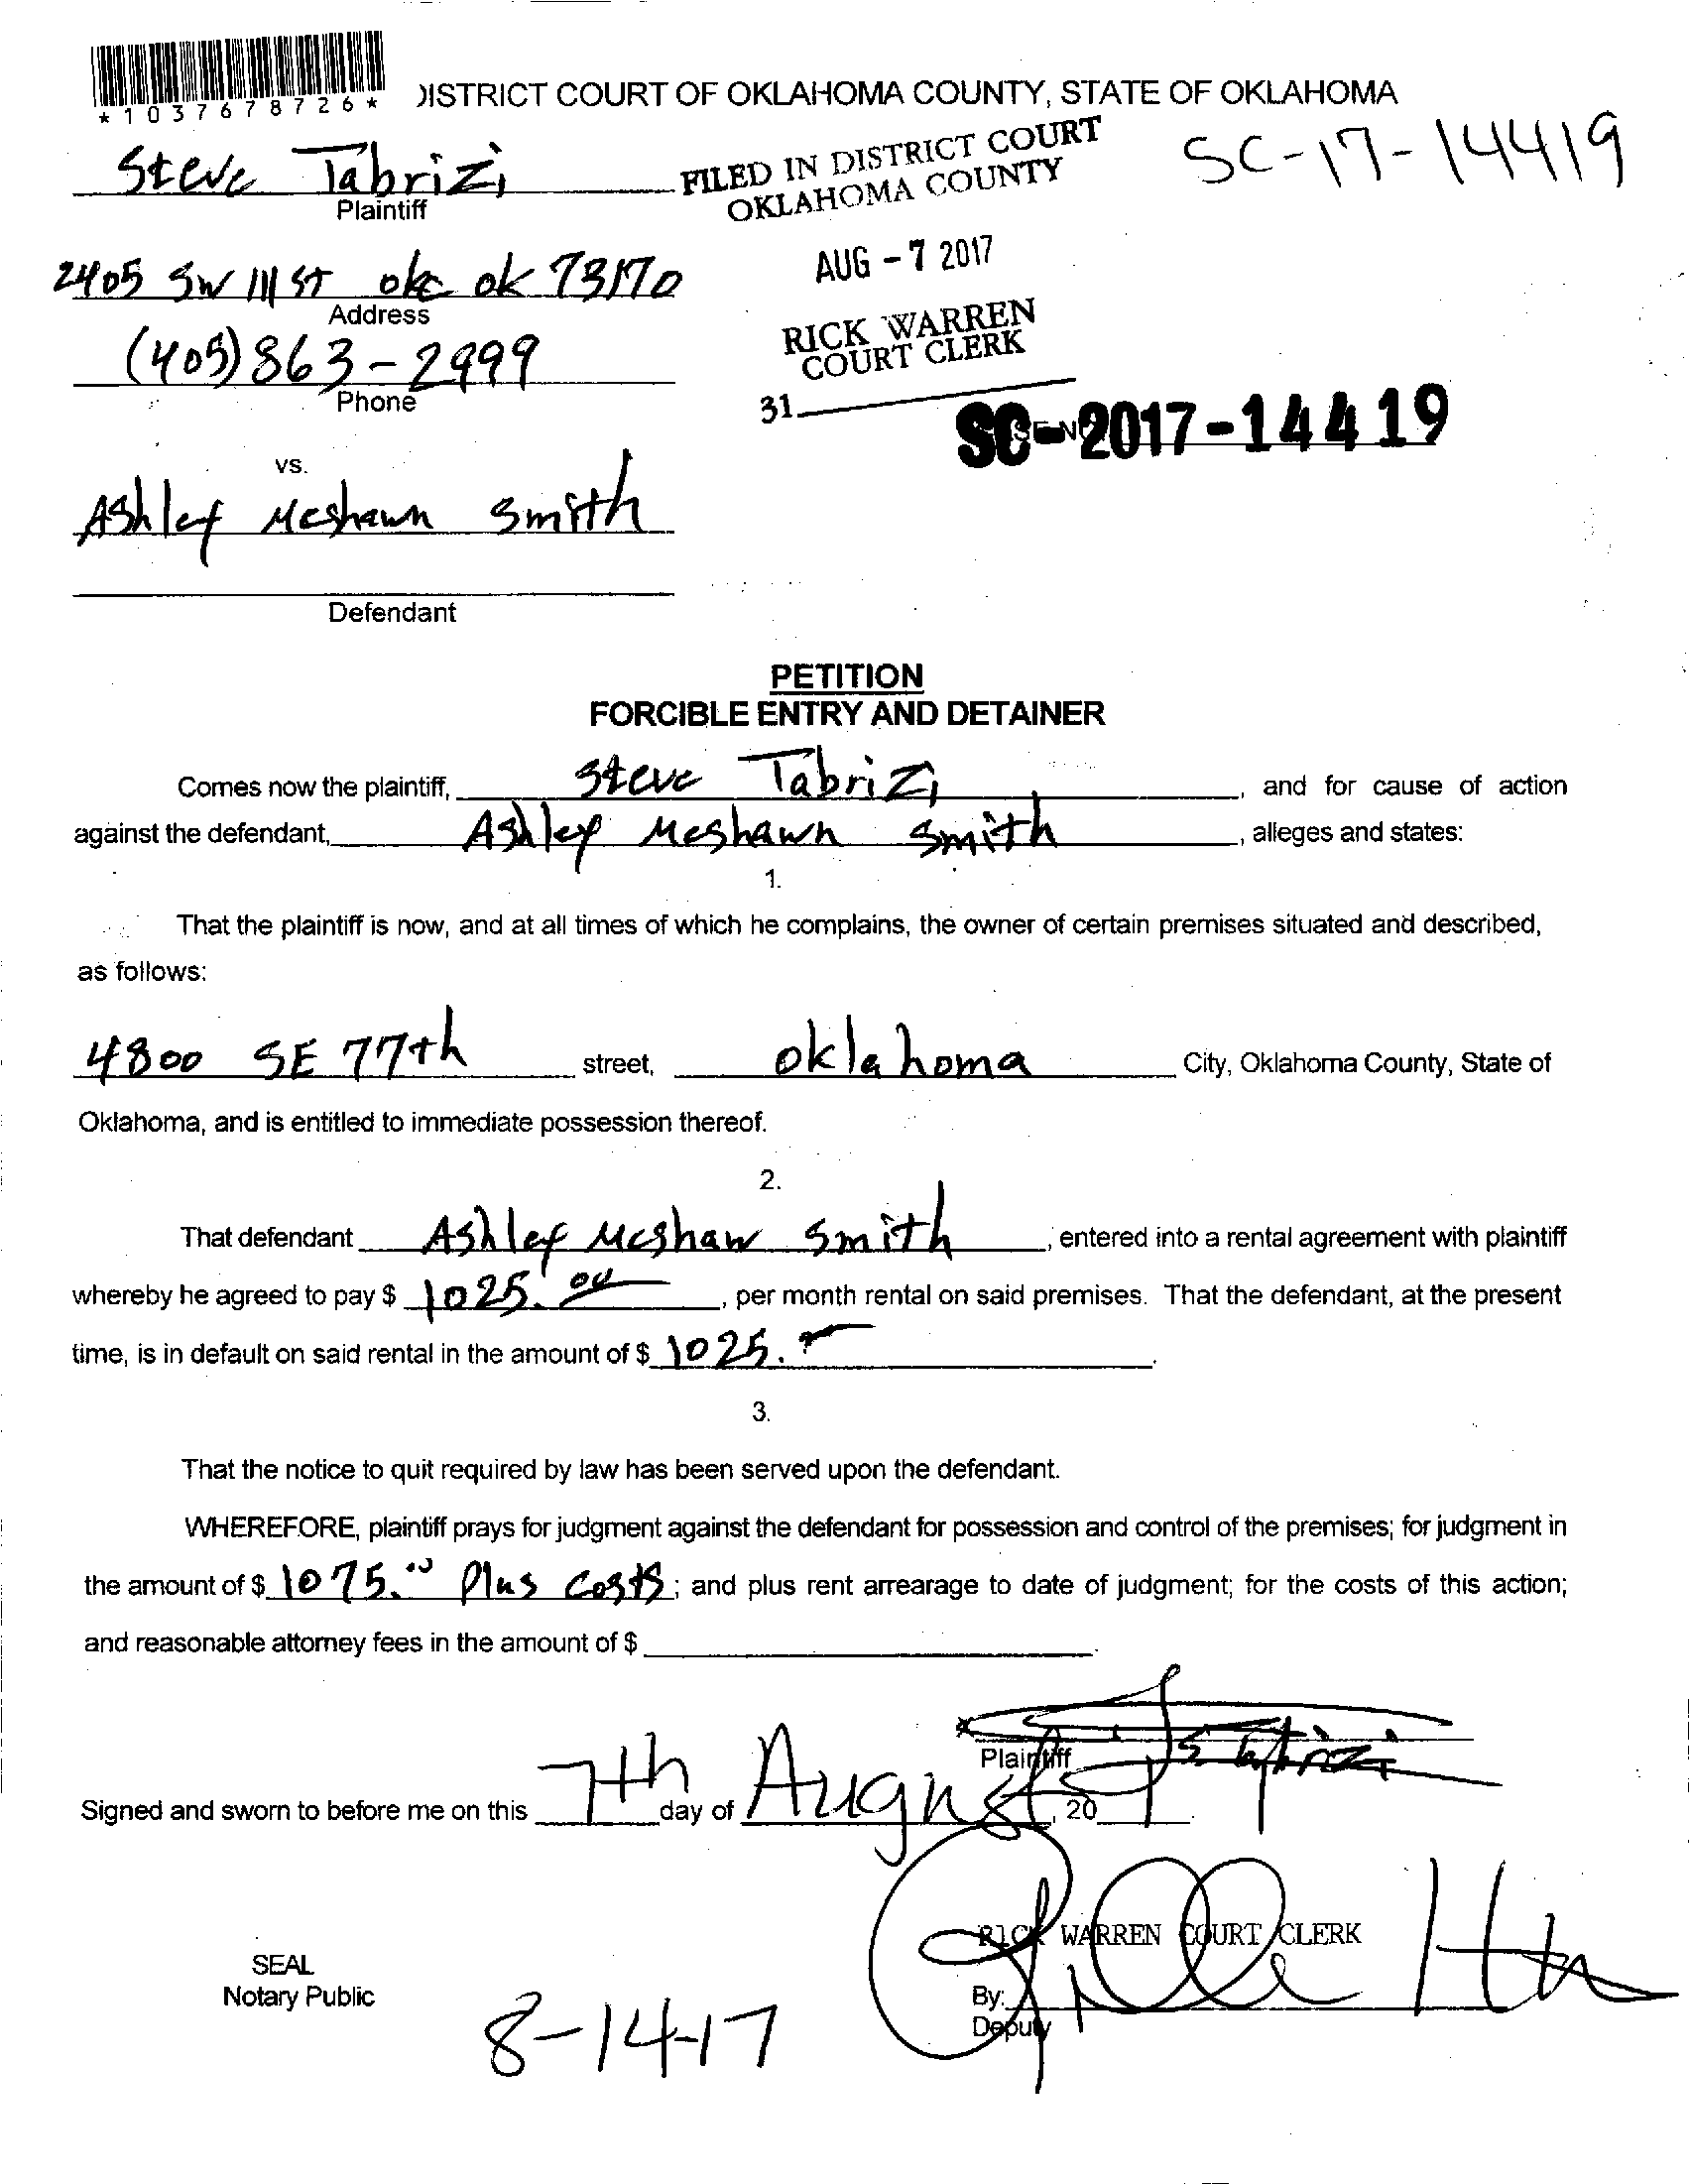 *1037678726*
DISTRICT COURT OF OKLAHOMA COUNTY, STATE OF OKLAHOMA
SC-17-14419
Steve Tabrizi
Plaintiff
FILED IN DISTRICT COURT
OKLAHOMA COUNTY
2405 SW 111 ST okc ok 73170
Address
AUG - 7 2017
(405) 863-2999
Phone
RICK WARREN
COURT CLERK
31
SC-2017-14419
vs.
Ashley Meshawn Smith
Defendant
PETITION
FORCIBLE ENTRY AND DETAINER
Comes now the plaintiff, Steve Tabrizi, and for cause of action
against the defendant, Ashley Meshawn Smith, alleges and states:
1.
That the plaintiff is now, and at all times of which he complains, the owner of certain premises situated and described,
as follows:
4800 SE 77th street, oklahoma City, Oklahoma County, State of
Oklahoma, and is entitled to immediate possession thereof.
2.
That defendant Ashley Meshaw Smith, entered into a rental agreement with plaintiff
whereby he agreed to pay $ 1025.00, per month rental on said premises. That the defendant, at the present
time, is in default on said rental in the amount of $ 1025.
3.
That the notice to quit required by law has been served upon the defendant.
WHEREFORE, plaintiff prays for judgment against the defendant for possession and control of the premises; for judgment in
the amount of $ 1075.00 Plus Costs; and plus rent arrearage to date of judgment; for the costs of this action;
and reasonable attorney fees in the amount of $
Plaintiff
Signed and sworn to before me on this 7th day of August, 20
RICK WARREN COURT CLERK
SEAL
Notary Public
By:
Deputy
8-14-17